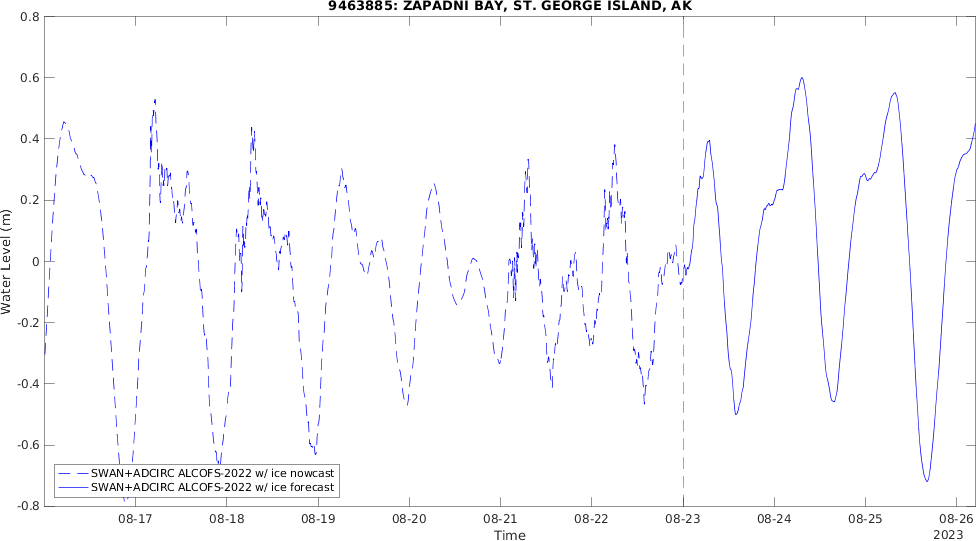 9463885: ZAPADNI BAY, ST. GEORGE ISLAND, AK
Water Level (m)
0.8
0.6
0.4
0.2
0
-0.2
-0.4
-0.6
-0.8
SWAN+ADCIRC ALCOFS-2022 w/ ice nowcast
SWAN+ADCIRC ALCOFS-2022 w/ ice forecast
08-17 08-18 08-19 08-20 08-21 08-22 08-23 08-24 08-25 08-26
Time
2023